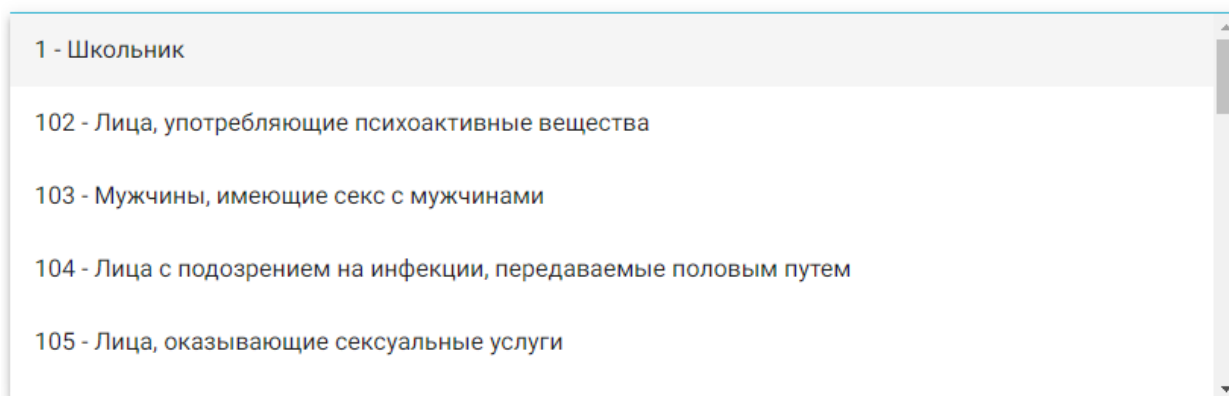 1 - Школьник
102 - Лица, употребляющие психоактивные вещества
103 - Мужчины, имеющие секс с мужчинами
104 - Лица с подозрением на инфекции, передаваемые половым путем
105 - Лица, оказывающие сексуальные услуги